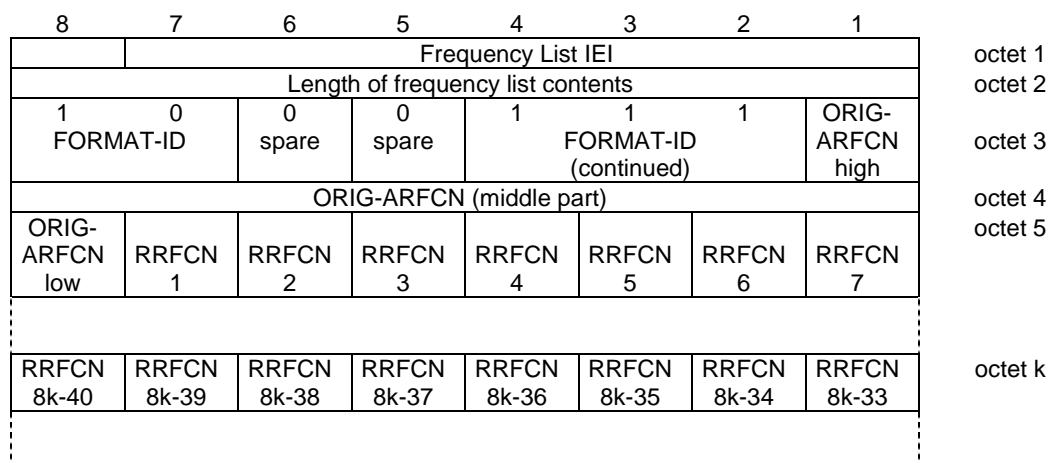 8 7 6 5 4 3 2 1
Frequency List IEI octet 1
Length of frequency list contents octet 2
1 0 0 0 1 1 1 ORIG-
FORMAT-ID spare spare FORMAT-ID ARFCN octet 3
(continued) high
ORIG-ARFCN (middle part) octet 4
ORIG- octet 5
ARFCN RRFCN RRFCN RRFCN RRFCN RRFCN RRFCN RRFCN
low 1 2 3 4 5 6 7
RRFCN RRFCN RRFCN RRFCN RRFCN RRFCN RRFCN RRFCN octet k
8k-40 8k-39 8k-38 8k-37 8k-36 8k-35 8k-34 8k-33